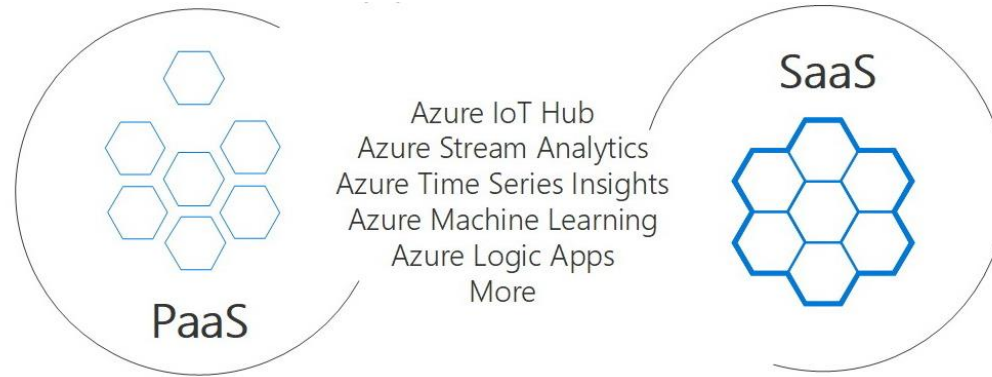 SaaS
Azure IoT Hub
Azure Stream Analytics
Azure Time Series Insights
Azure Machine Learning
Azure Logic Apps
More
PaaS